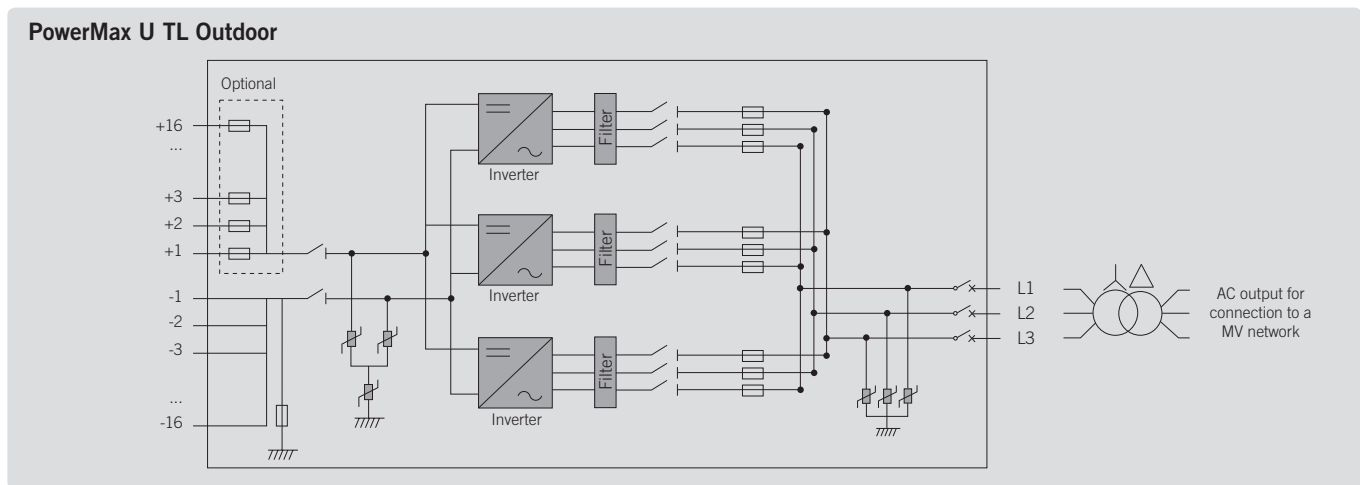 PowerMax U TL Outdoor
Optional
+16
...
+3
+2
+1
-1
-2
-3
...
-16
Filter
Inverter
Filter
Inverter
Filter
Inverter
L1
L2
L3
AC output for
connection to a
MV network